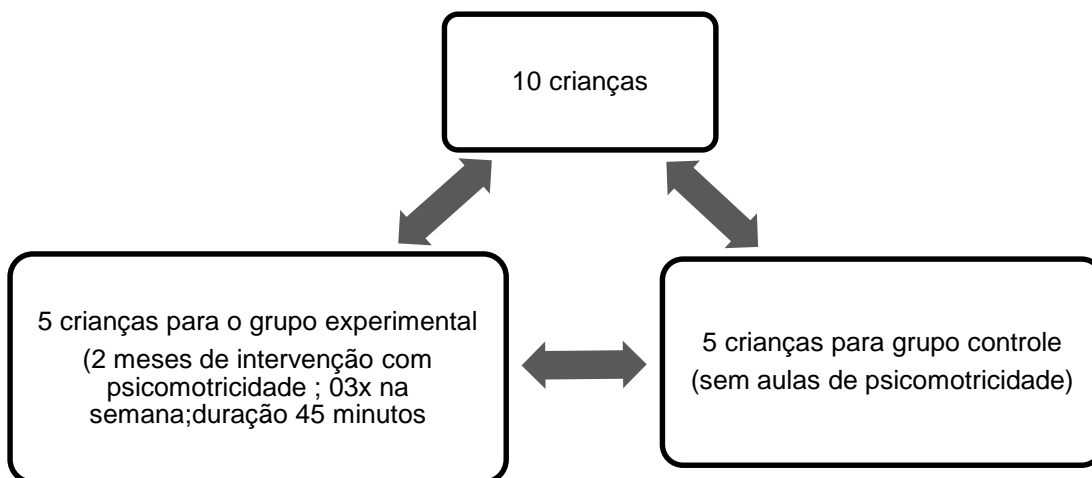 10 crianças
5 crianças para o grupo experimental
(2 meses de intervenção com
psicomotricidade ; 03x na
semana;duração 45 minutos
5 crianças para grupo controle
(sem aulas de psicomotricidade)